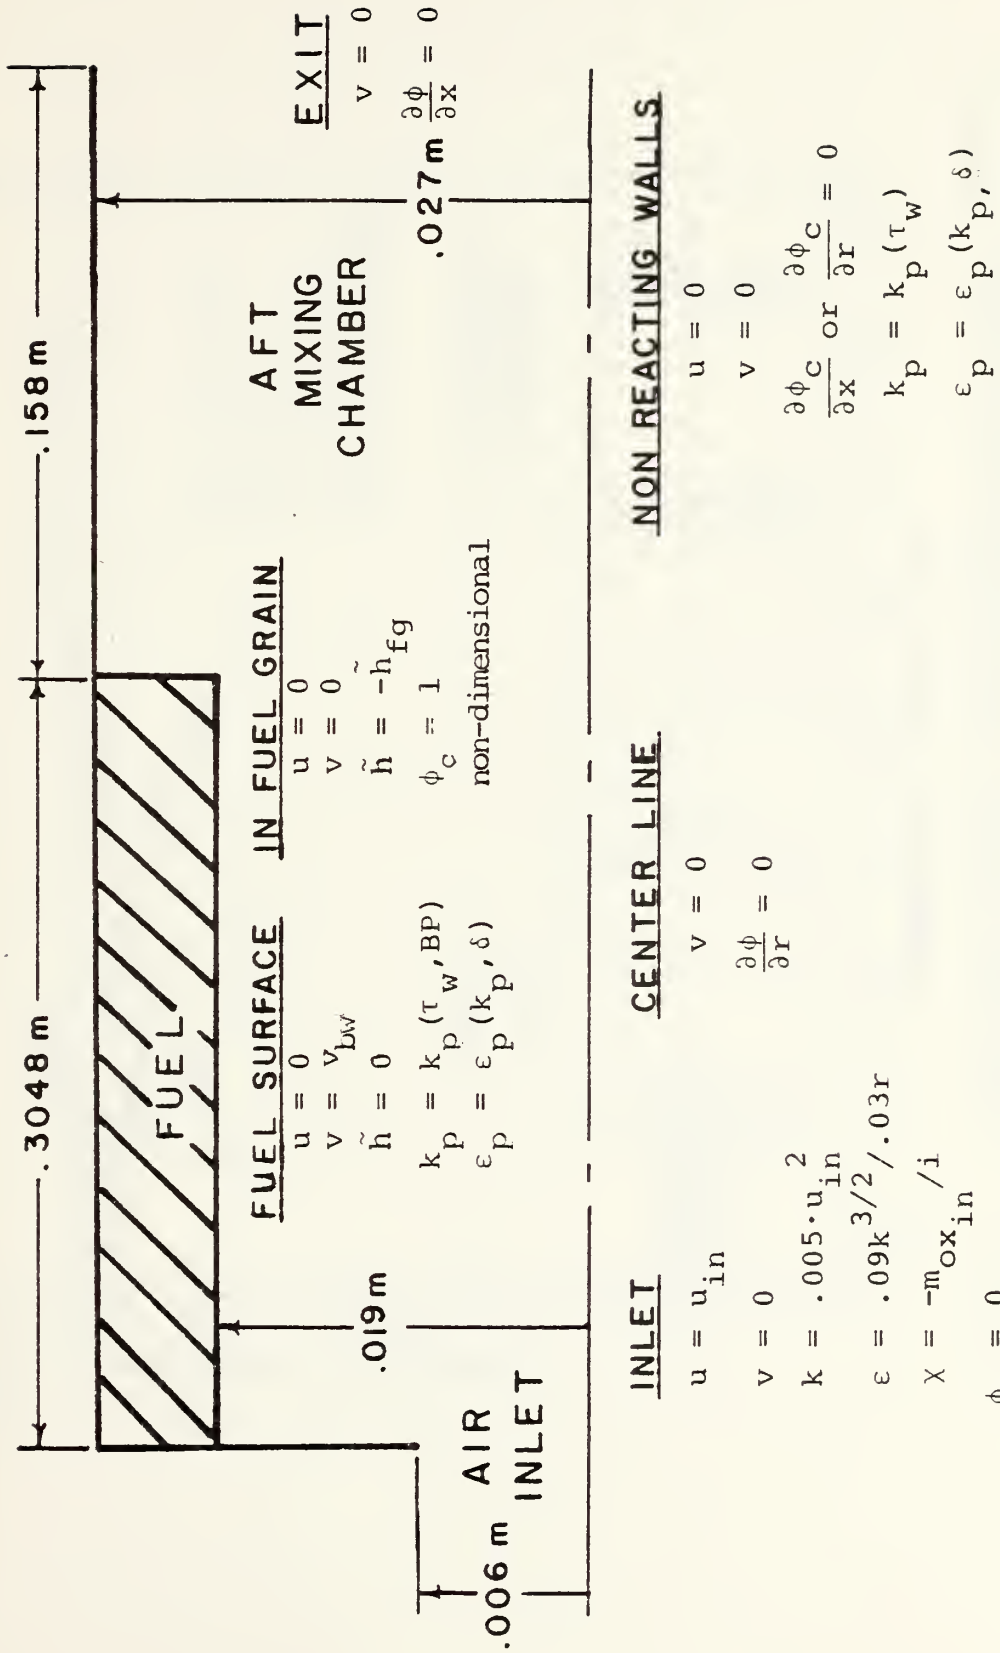 .3048 m
.158 m
FUEL
.019 m
.006 m
AIR
INLET
AFT
MIXING
CHAMBER
.027 m
FUEL SURFACE
u = 0
v = v_bw
h̃ = 0
k_p = k_p(τ_w, BP)
ε_p = ε_p(k_p, δ)
IN FUEL GRAIN
u = 0
v = 0
h̃ = -h̃_fg
φ_c = 1
non-dimensional
EXIT
v = 0
∂φ/∂x = 0
INLET
u = u_in
v = 0
k = .005·u_in^2
ε = .09k^3/2/.03r
χ = -m_ox_in/i
CENTER LINE
v = 0
∂φ/∂r = 0
NON REACTING WALLS
u = 0
v = 0
∂φ_c/∂x or ∂φ_c/∂r = 0
k_p = k_p(τ_w)
ε_p = ε_p(k_p, δ)